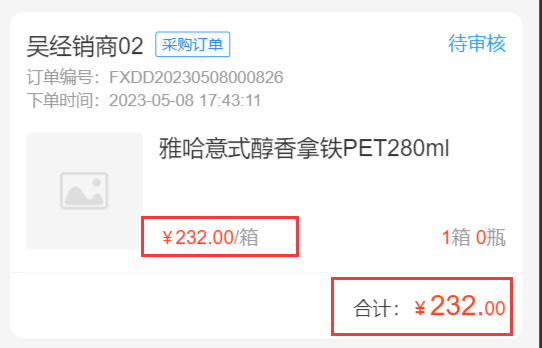 吴经销商02 采购订单 待审核
订单编号：FXDD20230508000826
下单时间：2023-05-08 17:43:11
雅哈意式醇香拿铁PET280ml
￥232.00/箱 1箱 0瓶
合计：￥232.00